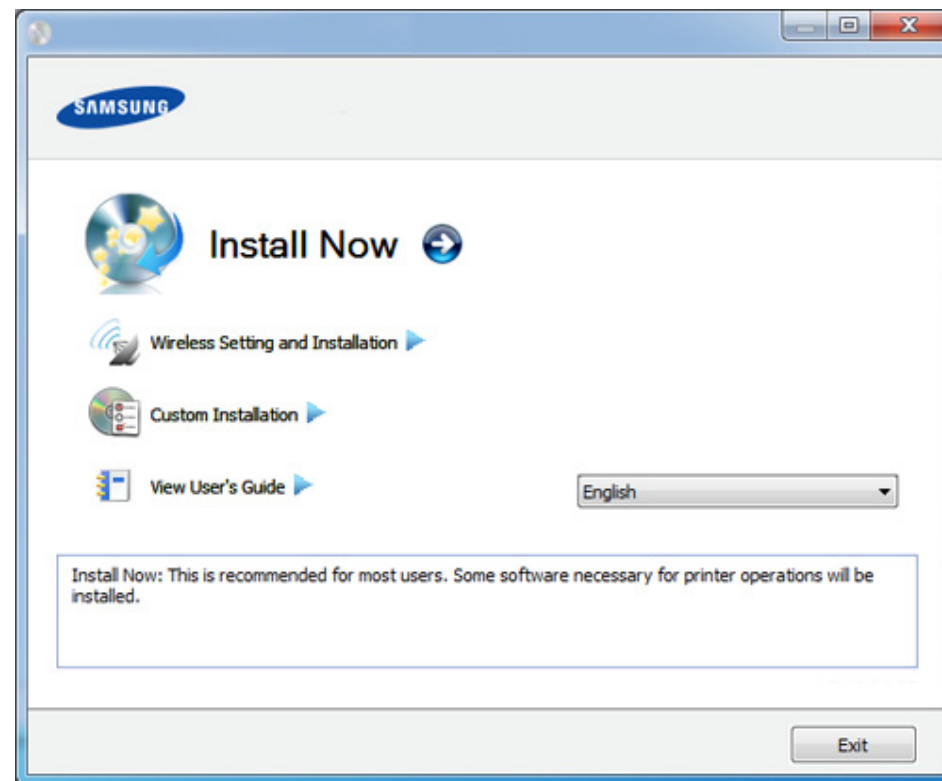 SAMSUNG
Install Now
Wireless Setting and Installation
Custom Installation
View User's Guide
English
Install Now: This is recommended for most users. Some software necessary for printer operations will be
installed.
Exit